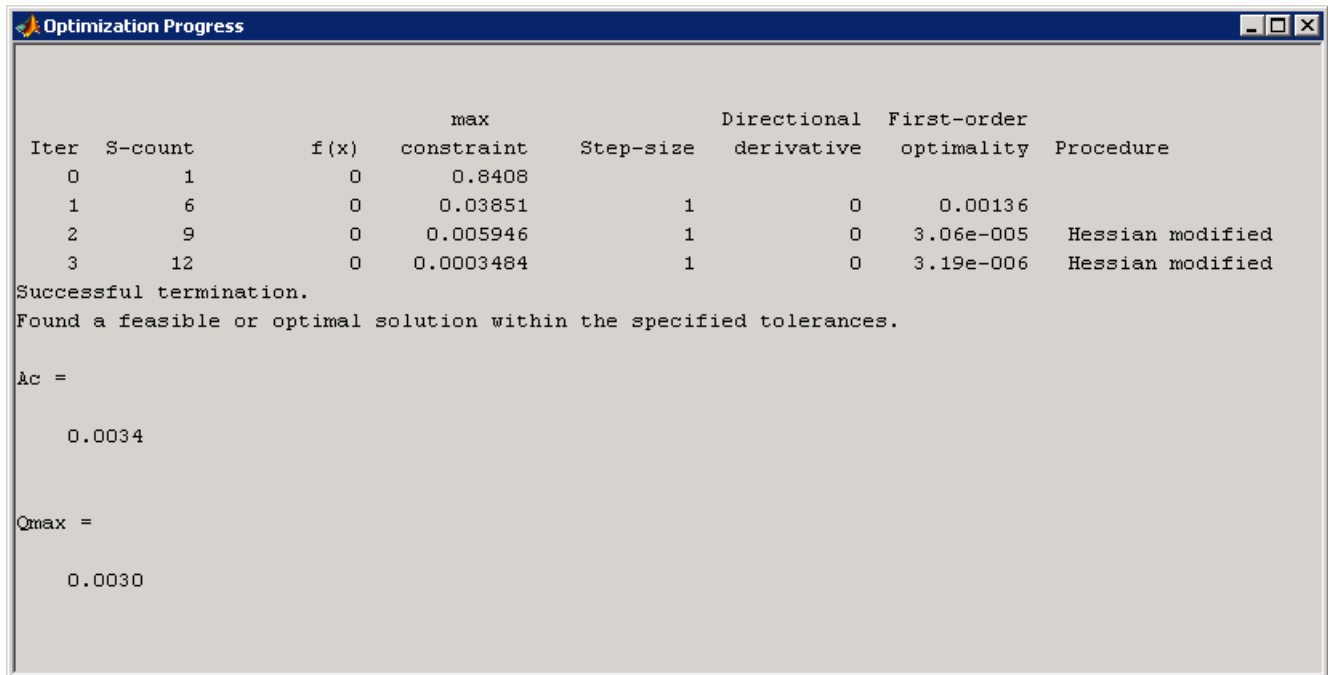 Optimization Progress
max Directional First-order
Iter S-count f(x) constraint Step-size derivative optimality Procedure
0 1 0 0.8408
1 6 0 0.03851 1 0 0.00136
2 9 0 0.005946 1 0 3.06e-005 Hessian modified
3 12 0 0.0003484 1 0 3.19e-006 Hessian modified
Successful termination.
Found a feasible or optimal solution within the specified tolerances.
Ac =
0.0034
Qmax =
0.0030